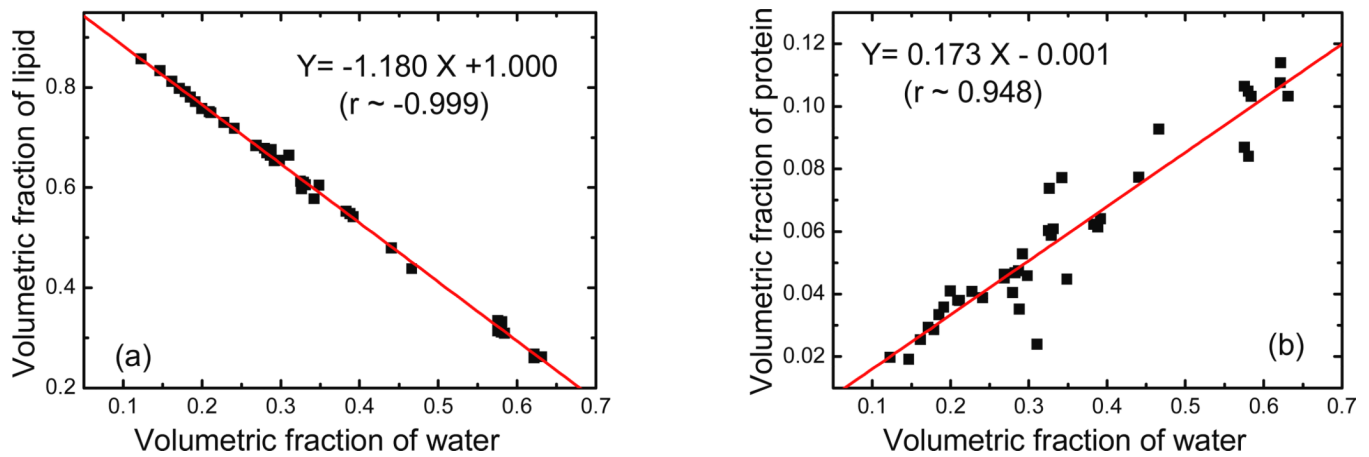 Y= -1.180 X +1.000
(r ~ -0.999)
Volumetric fraction of lipid
0.8
0.6
0.4
0.2
(a)
0.1 0.2 0.3 0.4 0.5 0.6 0.7
Volumetric fraction of water
Y= 0.173 X - 0.001
(r ~ 0.948)
Volumetric fraction of protein
0.12
0.10
0.08
0.06
0.04
0.02
(b)
0.1 0.2 0.3 0.4 0.5 0.6 0.7
Volumetric fraction of water